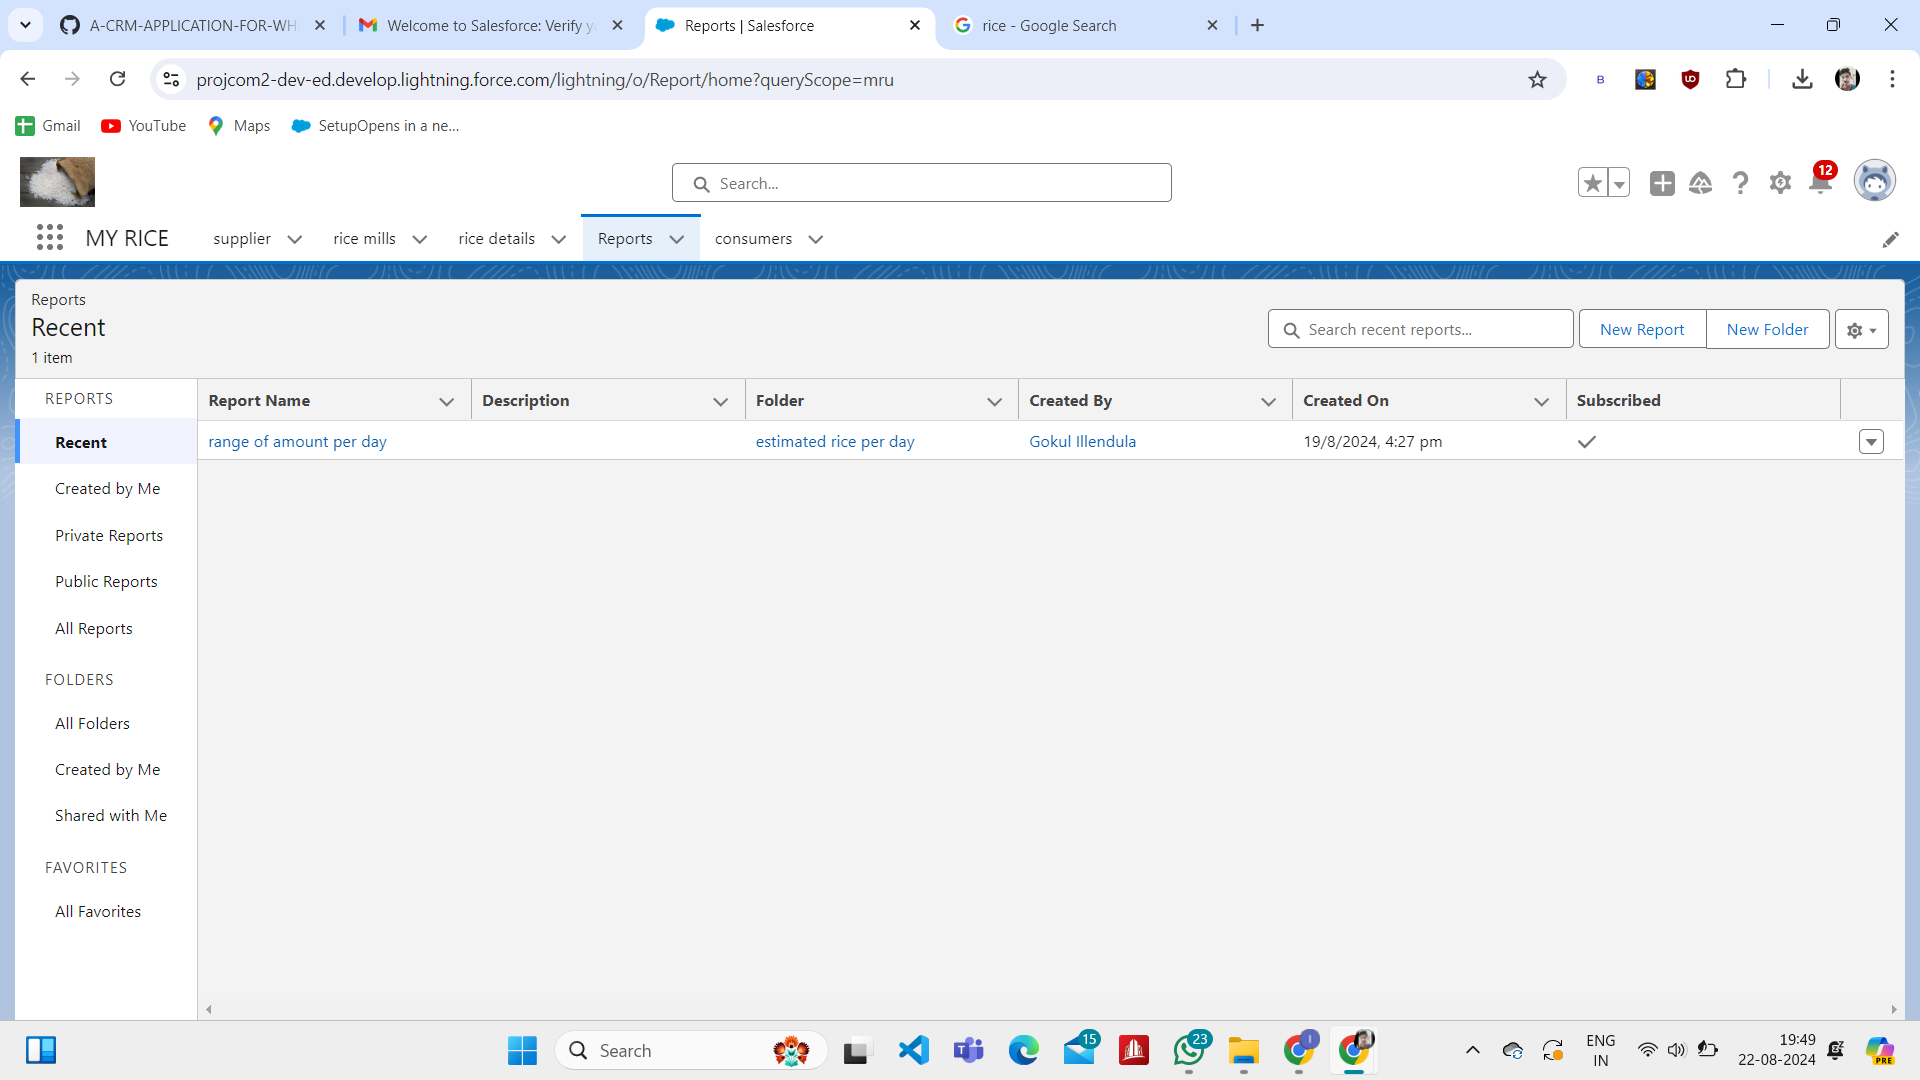 A-CRM-APPLICATION-FOR-WH
Welcome to Salesforce: Verify y
Reports | Salesforce
rice - Google Search
projcom2-dev-ed.develop.lightning.force.com/lightning/o/Report/home?queryScope=mru
Gmail
YouTube
Maps
SetupOpens in a ne...
Search...
12
MY RICE
supplier
rice mills
rice details
Reports
consumers
Reports
Recent
1 item
Search recent reports...
New Report
New Folder
REPORTS
Recent
Created by Me
Private Reports
Public Reports
All Reports
FOLDERS
All Folders
Created by Me
Shared with Me
FAVORITES
All Favorites
Report Name
Description
Folder
Created By
Created On
Subscribed
range of amount per day
estimated rice per day
Gokul Illendula
19/8/2024, 4:27 pm
Search
15
23
ENG
IN
19:49
22-08-2024
PRE